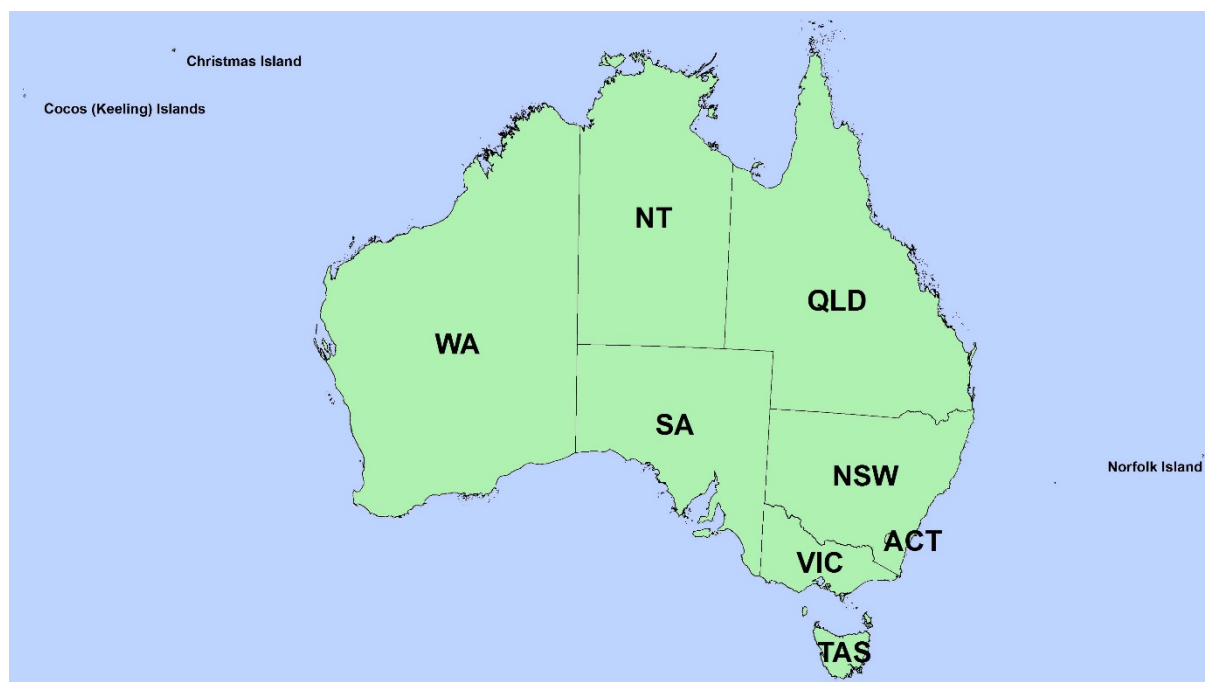 Christmas Island
Cocos (Keeling) Islands
NT
QLD
WA
SA
Norfolk Island
NSW
ACT
VIC
TAS